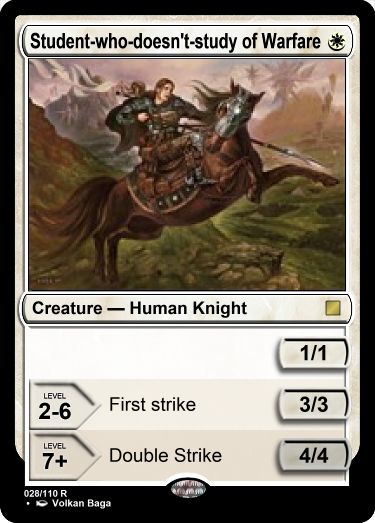 Student-who-doesn't-study of Warfare
Creature — Human Knight
1/1
LEVEL
2-6
First strike
3/3
LEVEL
7+
Double Strike
4/4
028/110 R
• Volkan Baga